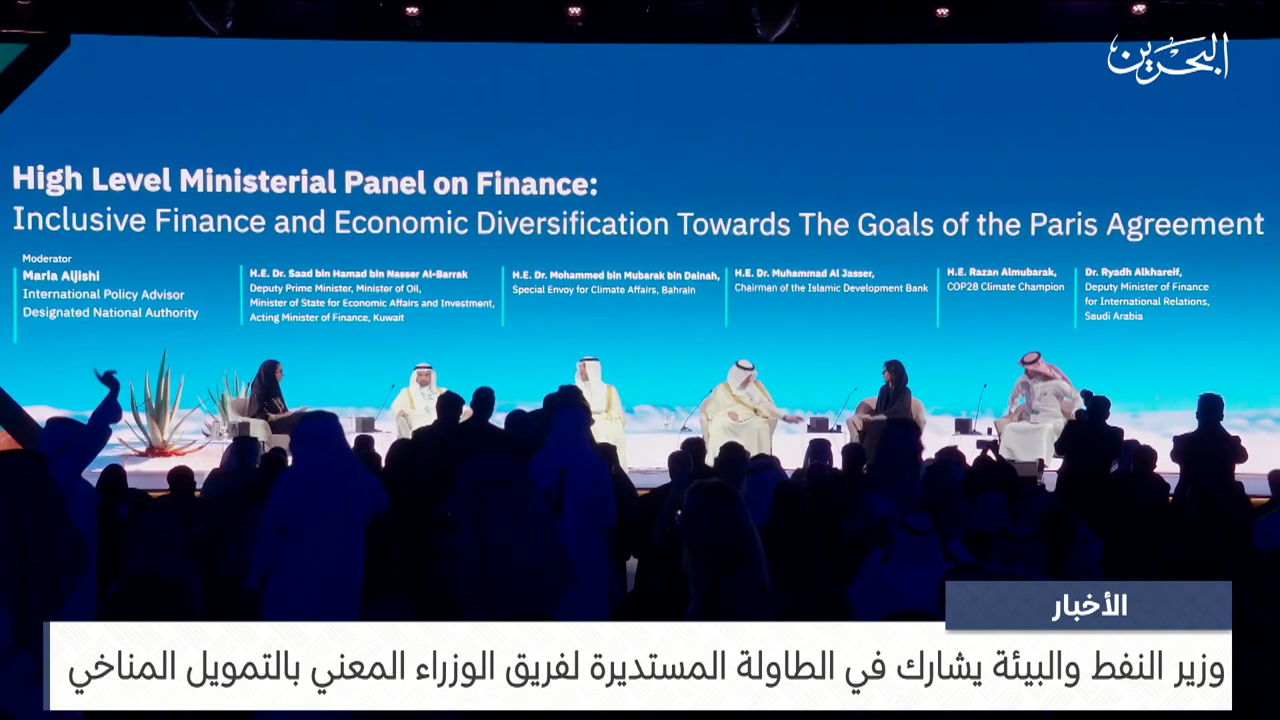 البحرين
High Level Ministerial Panel on Finance:
Inclusive Finance and Economic Diversification Towards The Goals of the Paris Agreement
Moderator
Maria Aljishi
International Policy Advisor
Designated National Authority
H.E. Dr. Saad bin Hamad bin Nasser Al-Barrak
Deputy Prime Minister, Minister of Oil,
Minister of State for Economic Affairs and Investment,
Acting Minister of Finance, Kuwait
H.E. Dr. Mohammed bin Mubarak bin Dainah,
Special Envoy for Climate Affairs, Bahrain
H.E. Dr. Muhammad Al Jasser,
Chairman of the Islamic Development Bank
H.E. Razan Almubarak,
COP28 Climate Champion
Dr. Ryadh Alkhareif,
Deputy Minister of Finance
for International Relations,
Saudi Arabia
الأخبار
وزير النفط والبيئة يشارك في الطاولة المستديرة لفريق الوزراء المعني بالتمويل المناخي